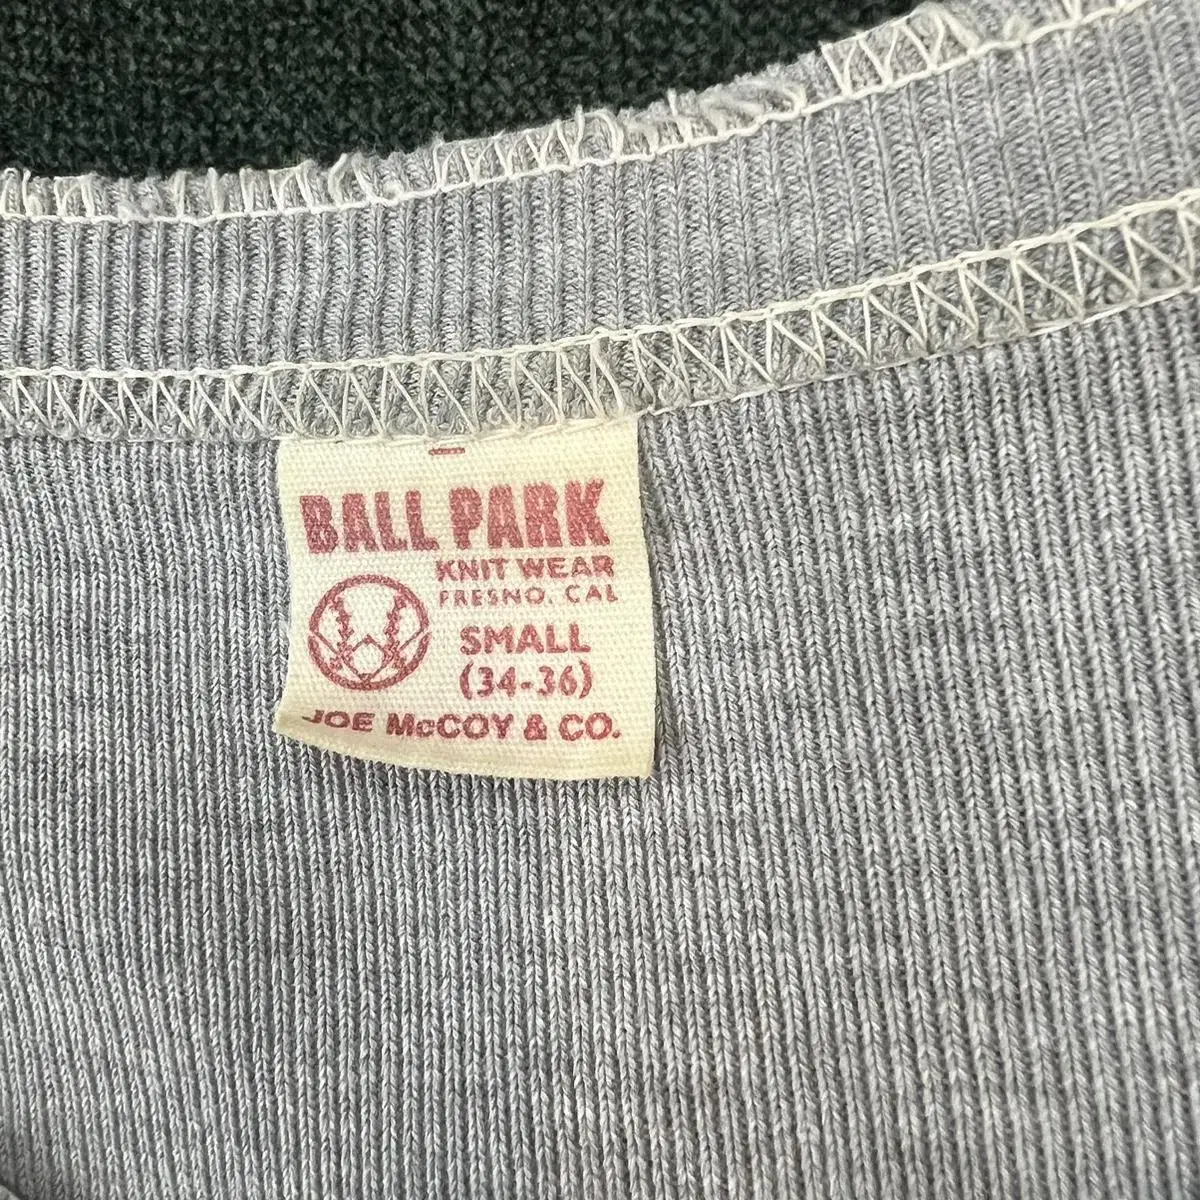 BALL PARK
KNIT WEAR
FRESNO. CAL
SMALL
(34-36)
JOE McCOY & CO.